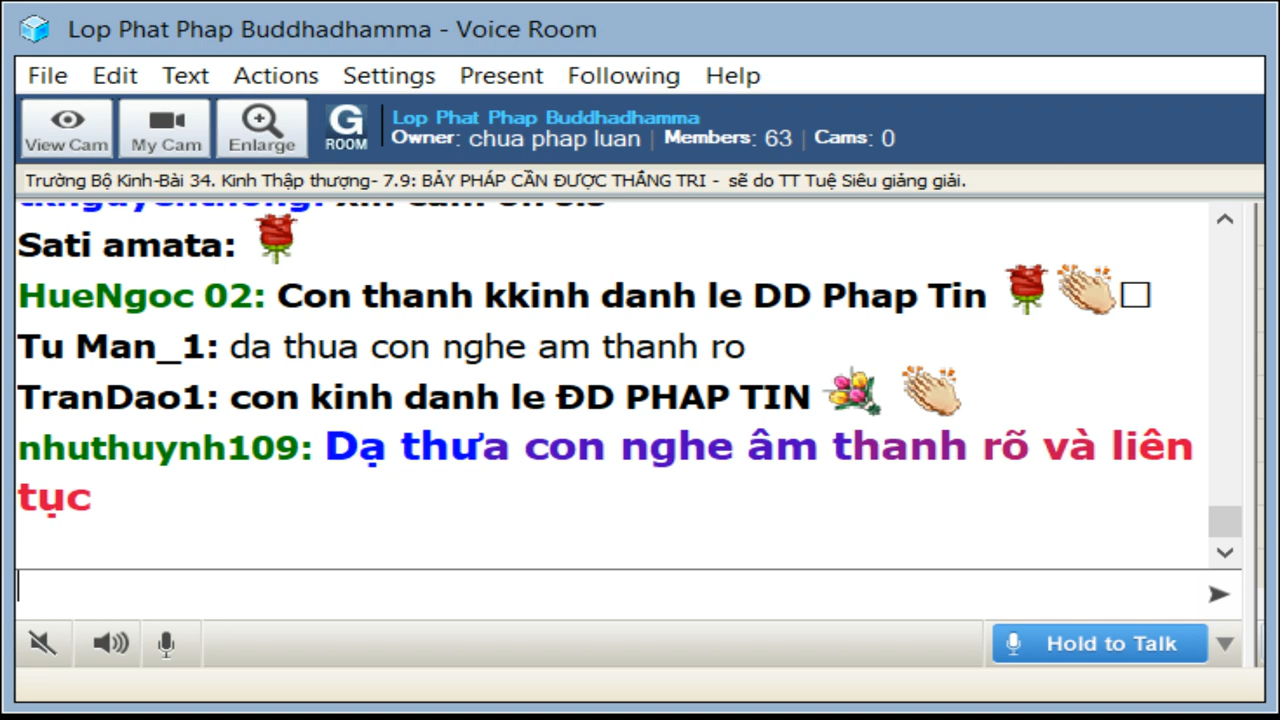 Lop Phat Phap Buddhadhamma - Voice Room
File Edit Text Actions Settings Present Following Help
View Cam My Cam Enlarge G ROOM
Lop Phat Phap Buddhadhamma
Owner: chua phap luan | Members: 63 | Cams: 0
Trường Bộ Kinh-Bài 34. Kinh Thập thượng- 7.9: BẢY PHÁP CẦN ĐƯỢC THẮNG TRI - sẽ do TT Tuệ Siêu giảng giải.
Sati amata:
HueNgoc 02: Con thanh kkinh danh le DD Phap Tin
Tu Man_1: da thua con nghe am thanh ro
TranDao1: con kinh danh le ĐD PHAP TIN
nhuthuynh109: Dạ thưa con nghe âm thanh rõ và liên
tục
Hold to Talk